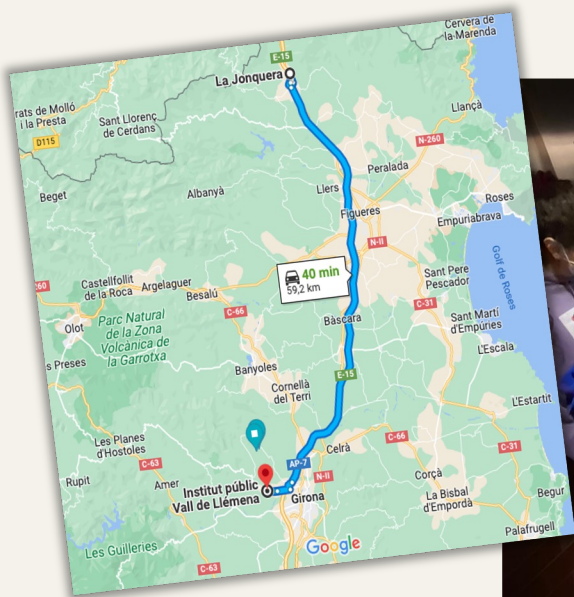 Cervera de
la Marenda
E-15
La Jonquera
rats de Molló
i la Presta
Sant Llorenç
de Cerdans
D115
Llançà
N-260
Peralada
Beget
Albanyà
Llers
Roses
Figueres
Empuriabrava
N-II
Golf de Roses
40 min
59,2 km
Sant Pere
Pescador
260
Castellfollit
de la Roca
Argelaguer
Besalú
C-66
C-31
Olot
Parc Natural
de la Zona
Volcànica de
la Garrotxa
Bàscara
Sant Martí
d'Empúries
L'Escala
s Preses
Banyoles
E-15
Cornellà
del Terri
L'Estartit
Les Planes
d'Hostoles
C-63
Celrà
C-66
C-31
AP-7
Rupit
Amer
Institut públic
Vall de Llémena
N-II
Girona
Corçà
La Bisbal
d'Empordà
Begur
Palafrugell
Les Guilleries
C-63
Google